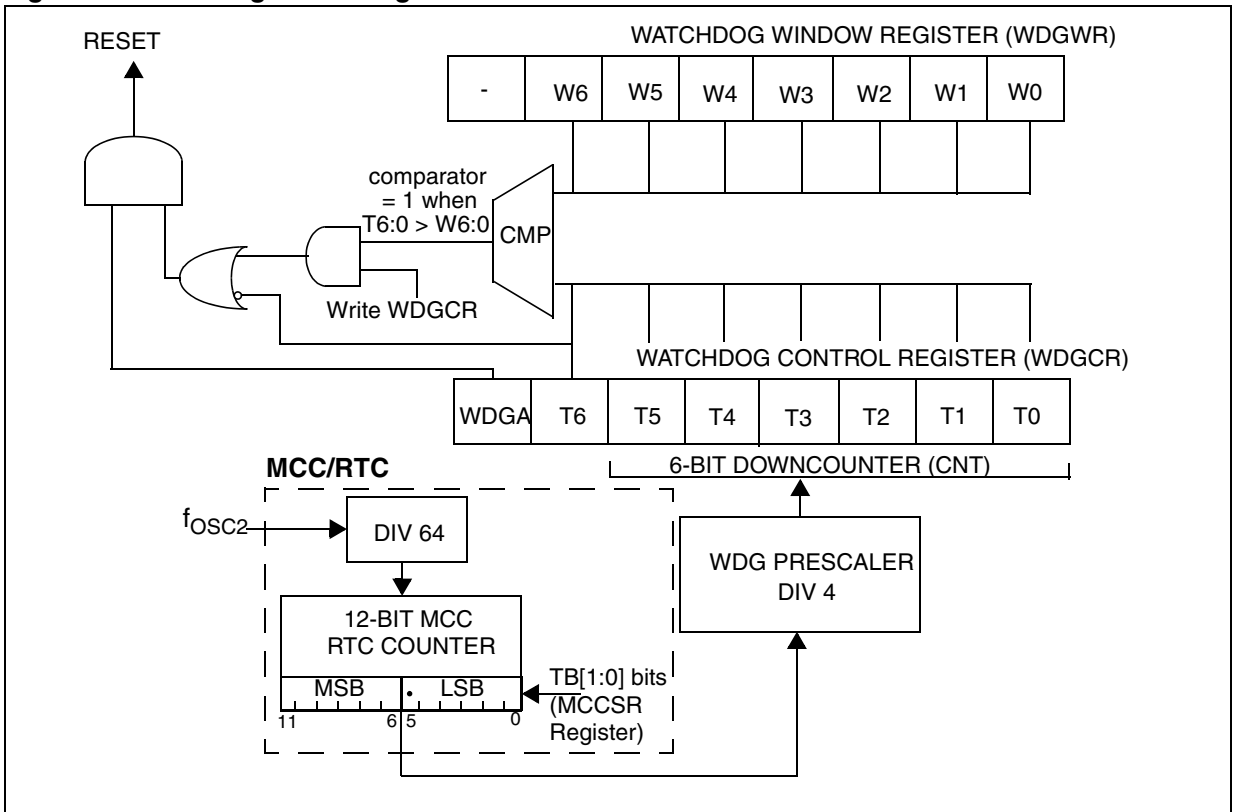 RESET
WATCHDOG WINDOW REGISTER (WDGWR)
- W6 W5 W4 W3 W2 W1 W0
comparator
= 1 when
T6:0 > W6:0
CMP
Write WDGCR
WATCHDOG CONTROL REGISTER (WDGCR)
WDGA T6 T5 T4 T3 T2 T1 T0
6-BIT DOWNCOUNTER (CNT)
MCC/RTC
fOSC2
DIV 64
WDG PRESCALER
DIV 4
12-BIT MCC
RTC COUNTER
MSB LSB
11 6 5 0
TB[1:0] bits
(MCCSR
Register)